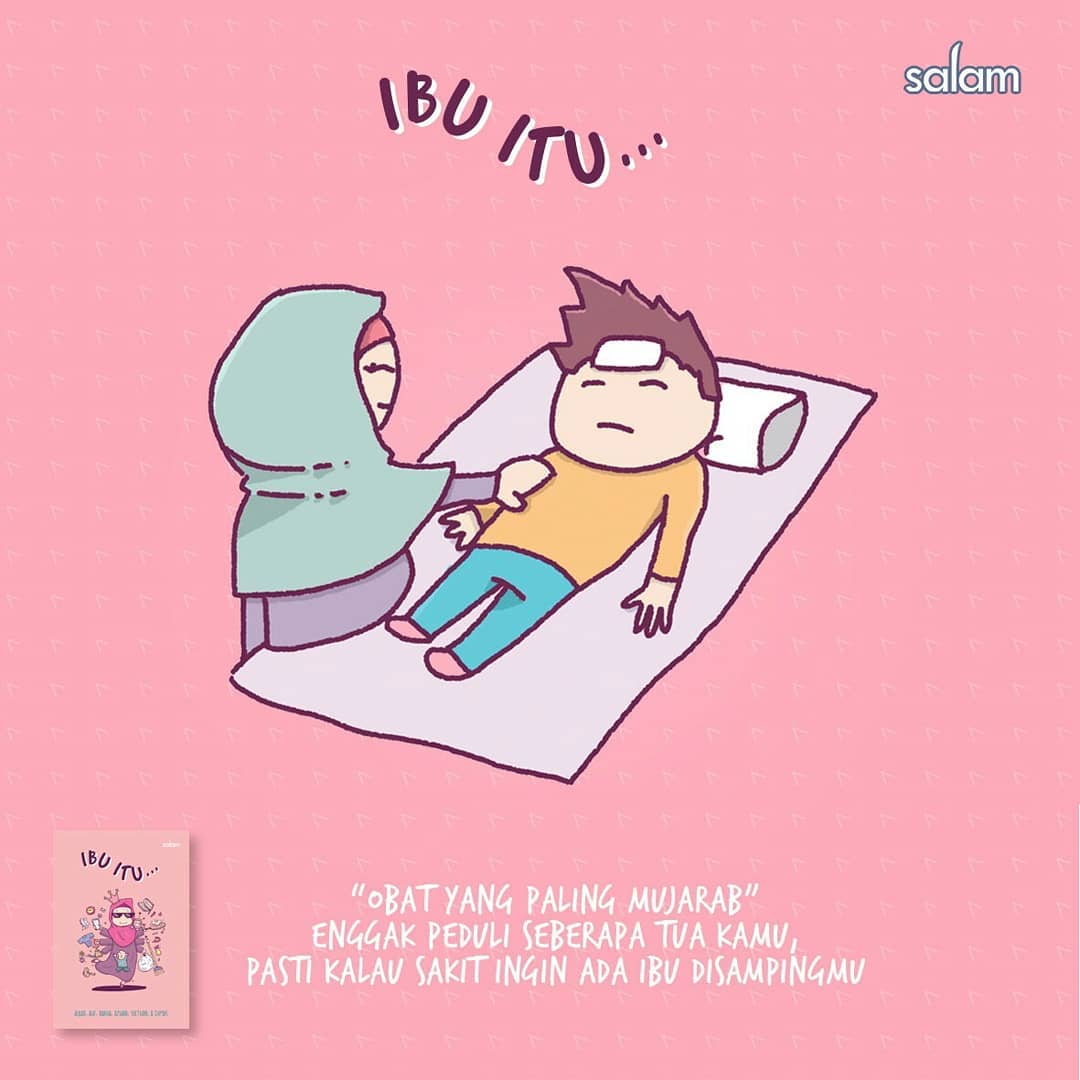 salam
IBU ITU...
salam
IBU ITU...
"OBAT YANG PALING MUJARAB"
ENGGAK PEDULI SEBERAPA TUA KAMU,
PASTI KALAU SAKIT INGIN ADA IBU DISAMPINGMU